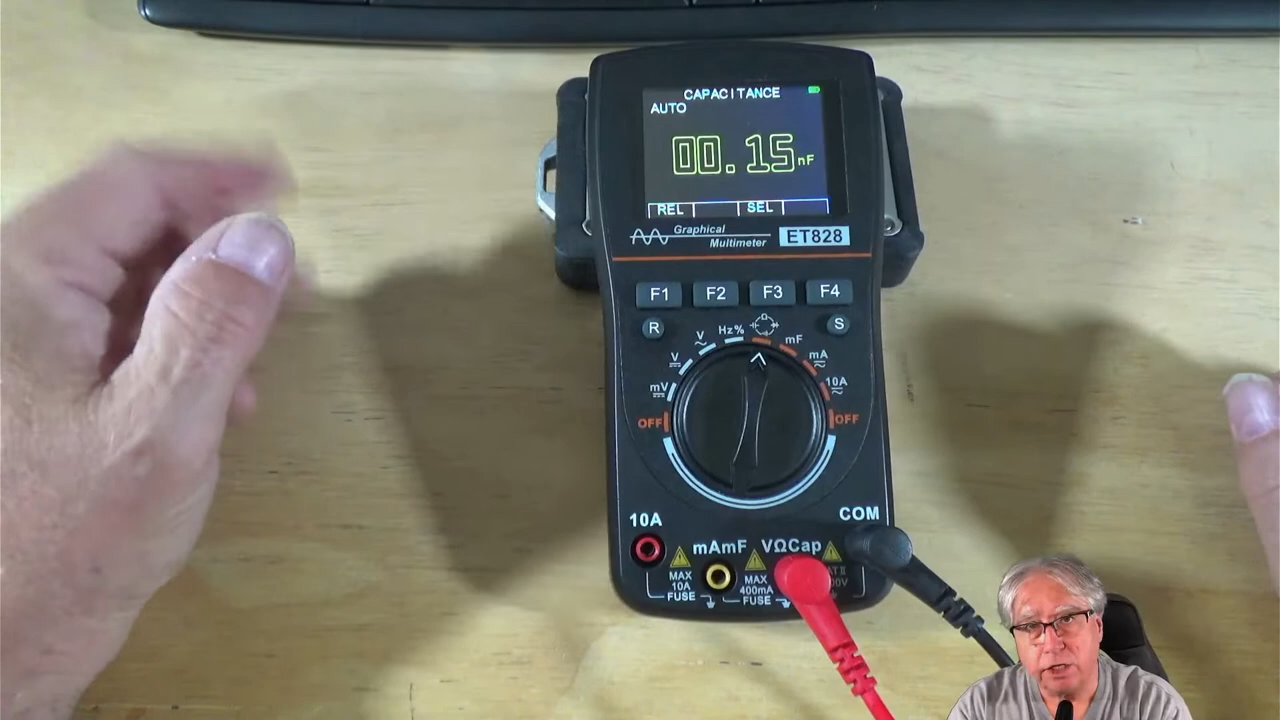 CAPACITANCE
AUTO
00.15 nF
REL SEL
Graphical
Multimeter
ET828
F1 F2 F3 F4
R S
Hz%
V
mF
V
mA
mV
10A
OFF
OFF
10A
COM
mAmF
VΩCap
MAX
10A
FUSE
MAX
400mA
FUSE